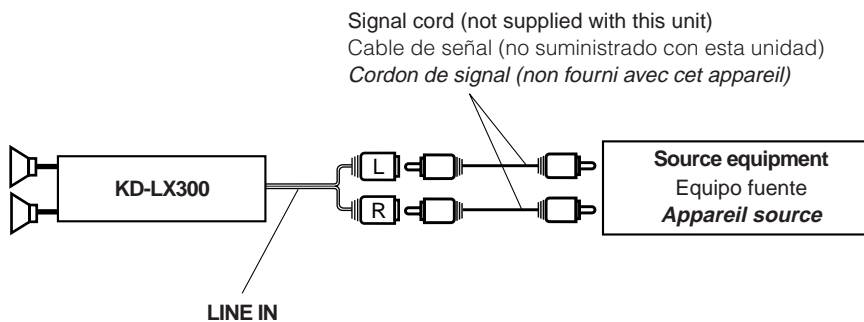 Signal cord (not supplied with this unit)
Cable de señal (no suministrado con esta unidad)
Cordon de signal (non fourni avec cet appareil)
KD-LX300
L
R
Source equipment
Equipo fuente
Appareil source
LINE IN